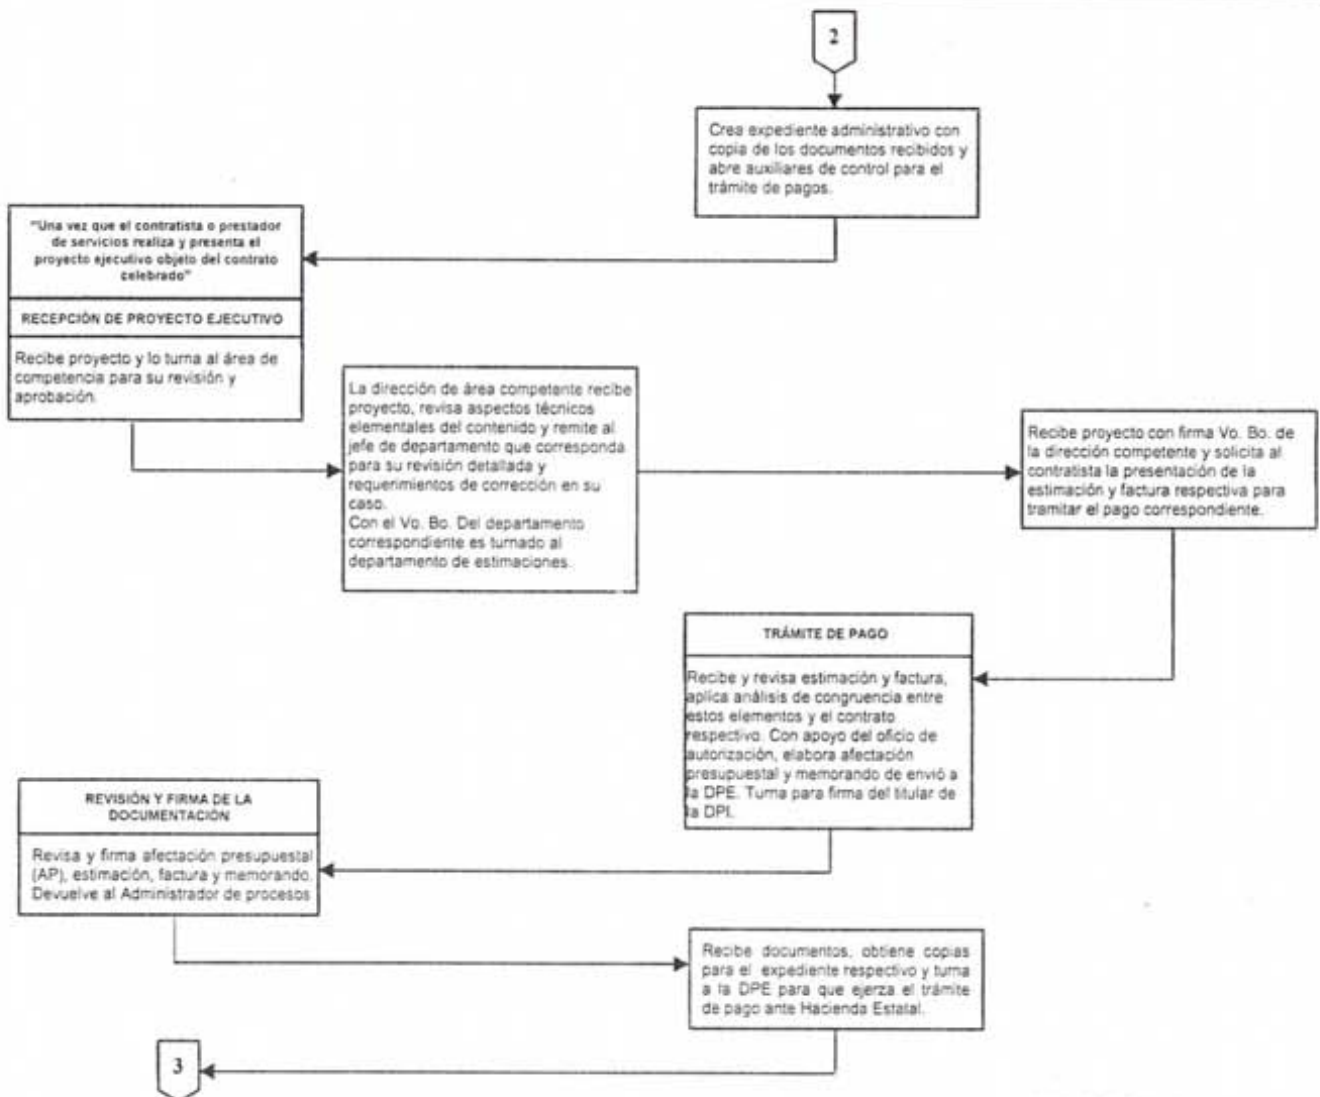 2
Crea expediente administrativo con
copia de los documentos recibidos y
abre auxiliares de control para el
trámite de pagos.
"Una vez que el contratista o prestador
de servicios realiza y presenta el
proyecto ejecutivo objeto del contrato
celebrado"
RECEPCIÓN DE PROYECTO EJECUTIVO
Recibe proyecto y lo turna al área de
competencia para su revisión y
aprobación.
La dirección de área competente recibe
proyecto, revisa aspectos técnicos
elementales del contenido y remite al
jefe de departamento que corresponda
para su revisión detallada y
requerimientos de corrección en su
caso.
Con el Vo. Bo. Del departamento
correspondiente es turnado al
departamento de estimaciones.
Recibe proyecto con firma Vo. Bo. de
la dirección competente y solicita al
contratista la presentación de la
estimación y factura respectiva para
tramitar el pago correspondiente.
TRÁMITE DE PAGO
Recibe y revisa estimación y factura,
aplica análisis de congruencia entre
estos elementos y el contrato
respectivo. Con apoyo del oficio de
autorización, elabora afectación
presupuestal y memorando de envió a
la DPE. Turna para firma del titular de
la DPI.
REVISIÓN Y FIRMA DE LA
DOCUMENTACIÓN
Revisa y firma afectación presupuestal
(AP), estimación, factura y memorando.
Devuelve al Administrador de procesos
Recibe documentos, obtiene copias
para el expediente respectivo y turna
a la DPE para que ejerza el trámite
de pago ante Hacienda Estatal.
3